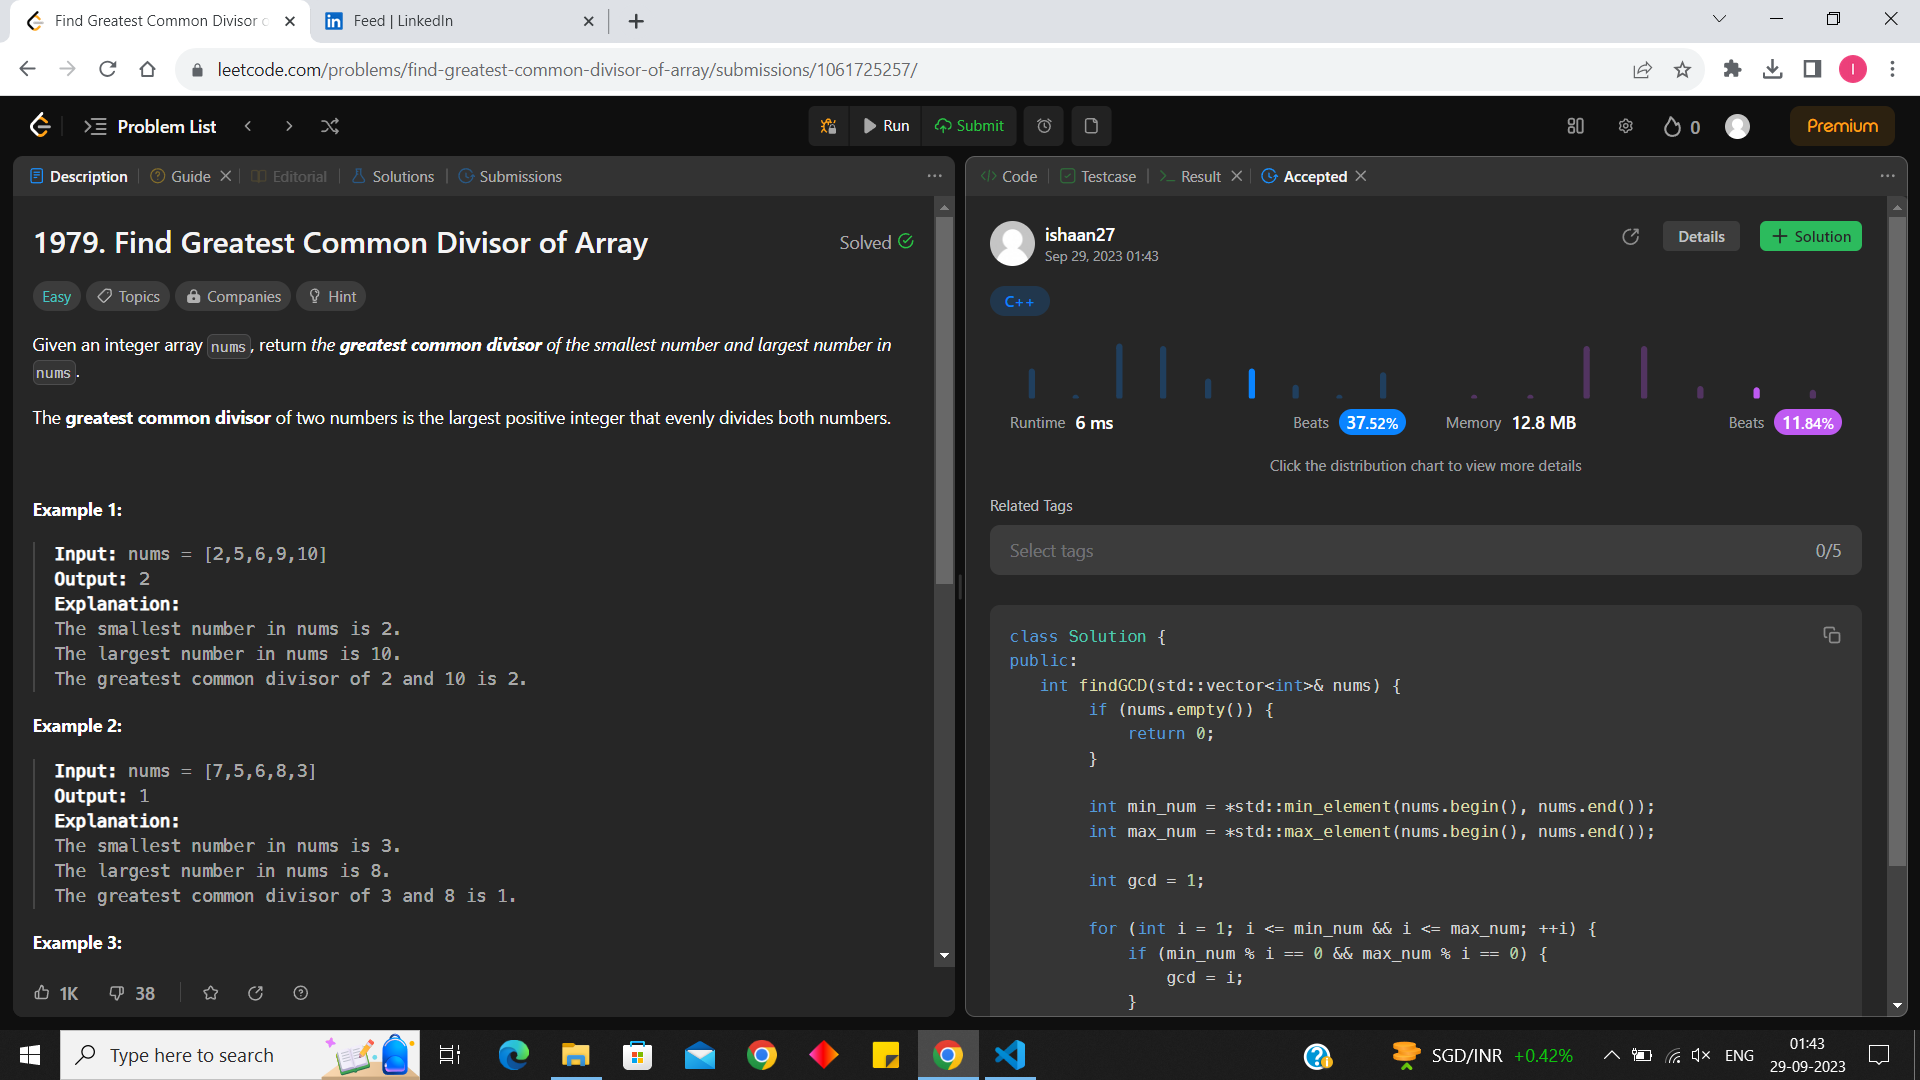 Find Greatest Common Divisor o
Feed | LinkedIn
leetcode.com/problems/find-greatest-common-divisor-of-array/submissions/1061725257/
I
Problem List
Run
Submit
0
Premium
Description
Guide
Editorial
Solutions
Submissions
1979. Find Greatest Common Divisor of Array
Solved
Easy
Topics
Companies
Hint
Given an integer array nums, return the greatest common divisor of the smallest number and largest number in
nums.
The greatest common divisor of two numbers is the largest positive integer that evenly divides both numbers.
Example 1:
Input: nums = [2,5,6,9,10]
Output: 2
Explanation:
The smallest number in nums is 2.
The largest number in nums is 10.
The greatest common divisor of 2 and 10 is 2.
Example 2:
Input: nums = [7,5,6,8,3]
Output: 1
Explanation:
The smallest number in nums is 3.
The largest number in nums is 8.
The greatest common divisor of 3 and 8 is 1.
Example 3:
1K
38
Code
Testcase
Result
Accepted
ishaan27
Sep 29, 2023 01:43
Details
Solution
C++
Runtime 6 ms
Beats 37.52%
Memory 12.8 MB
Beats 11.84%
Click the distribution chart to view more details
Related Tags
Select tags
0/5
class Solution {
public:
int findGCD(std::vector<int>& nums) {
if (nums.empty()) {
return 0;
}
int min_num = *std::min_element(nums.begin(), nums.end());
int max_num = *std::max_element(nums.begin(), nums.end());
int gcd = 1;
for (int i = 1; i <= min_num && i <= max_num; ++i) {
if (min_num % i == 0 && max_num % i == 0) {
gcd = i;
}
Type here to search
SGD/INR +0.42%
ENG
01:43
29-09-2023